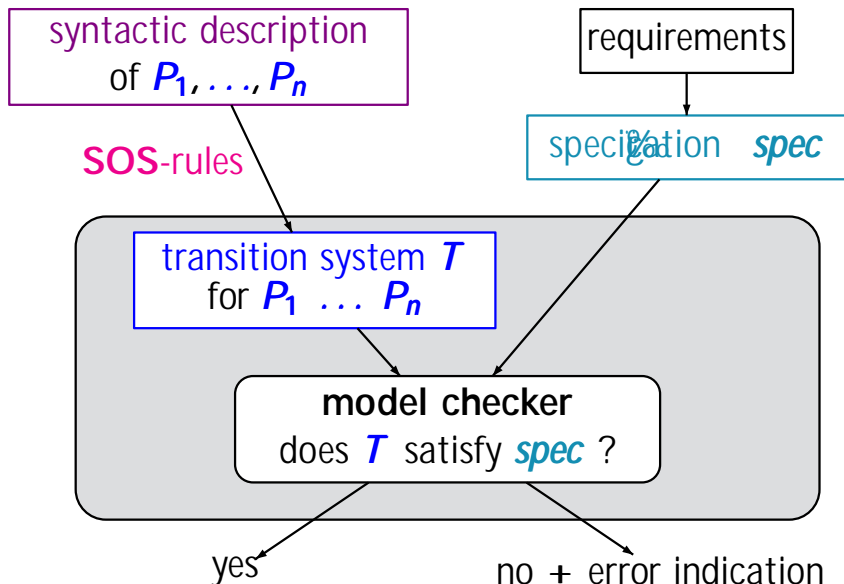 syntactic description
of P1, ..., Pn
requirements
SOS-rules
spec
transition system T
for P1 ... Pn
model checker
does T satisfy spec ?
yes
no + error indication